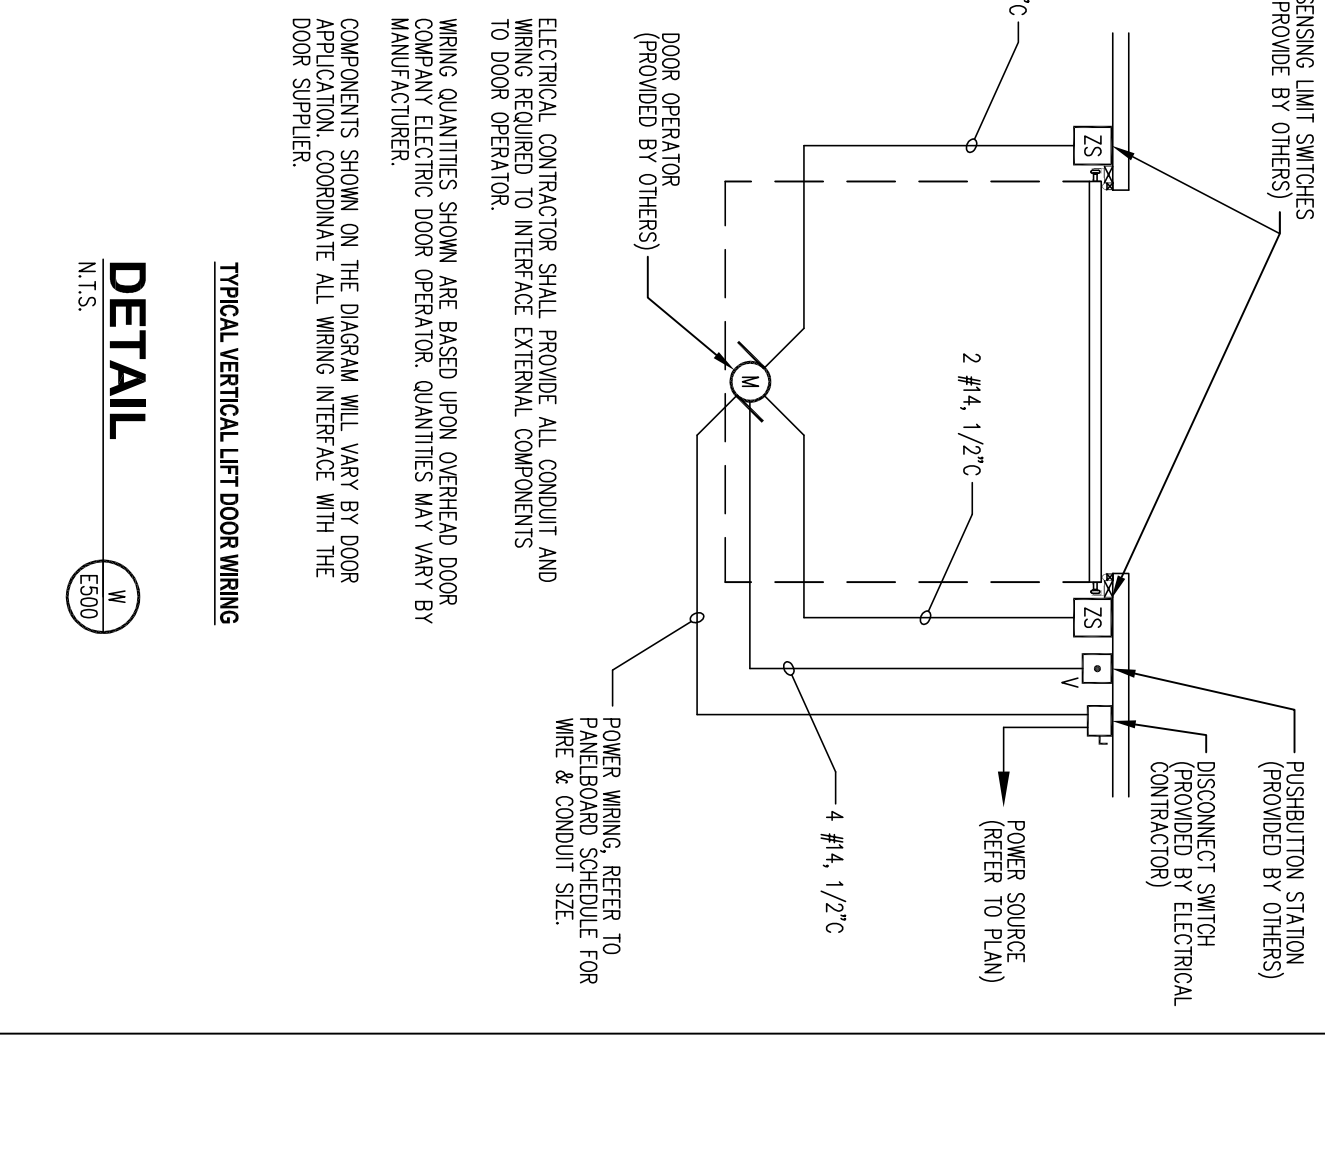 SENSING LIMIT SWITCHES
PROVIDE BY OTHERS)
"C
ZS
ZS
V
PUSHBUTTON STATION
(PROVIDED BY OTHERS)
DISCONNECT SWITCH
(PROVIDED BY ELECTRICAL
CONTRACTOR)
POWER SOURCE
(REFER TO PLAN)
2 #14, 1/2"C
4 #14, 1/2"C
M
DOOR OPERATOR
(PROVIDED BY OTHERS)
POWER WIRING, REFER TO
PANELBOARD SCHEDULE FOR
WIRE & CONDUIT SIZE.
ELECTRICAL CONTRACTOR SHALL PROVIDE ALL CONDUIT AND
WIRING REQUIRED TO INTERFACE EXTERNAL COMPONENTS
TO DOOR OPERATOR.
WIRING QUANTITIES SHOWN ARE BASED UPON OVERHEAD DOOR
COMPANY ELECTRIC DOOR OPERATOR. QUANTITIES MAY VARY BY
MANUFACTURER.
COMPONENTS SHOWN ON THE DIAGRAM WILL VARY BY DOOR
APPLICATION. COORDINATE ALL WIRING INTERFACE WITH THE
DOOR SUPPLIER.
TYPICAL VERTICAL LIFT DOOR WIRING
DETAIL
N.T.S.
W
E500